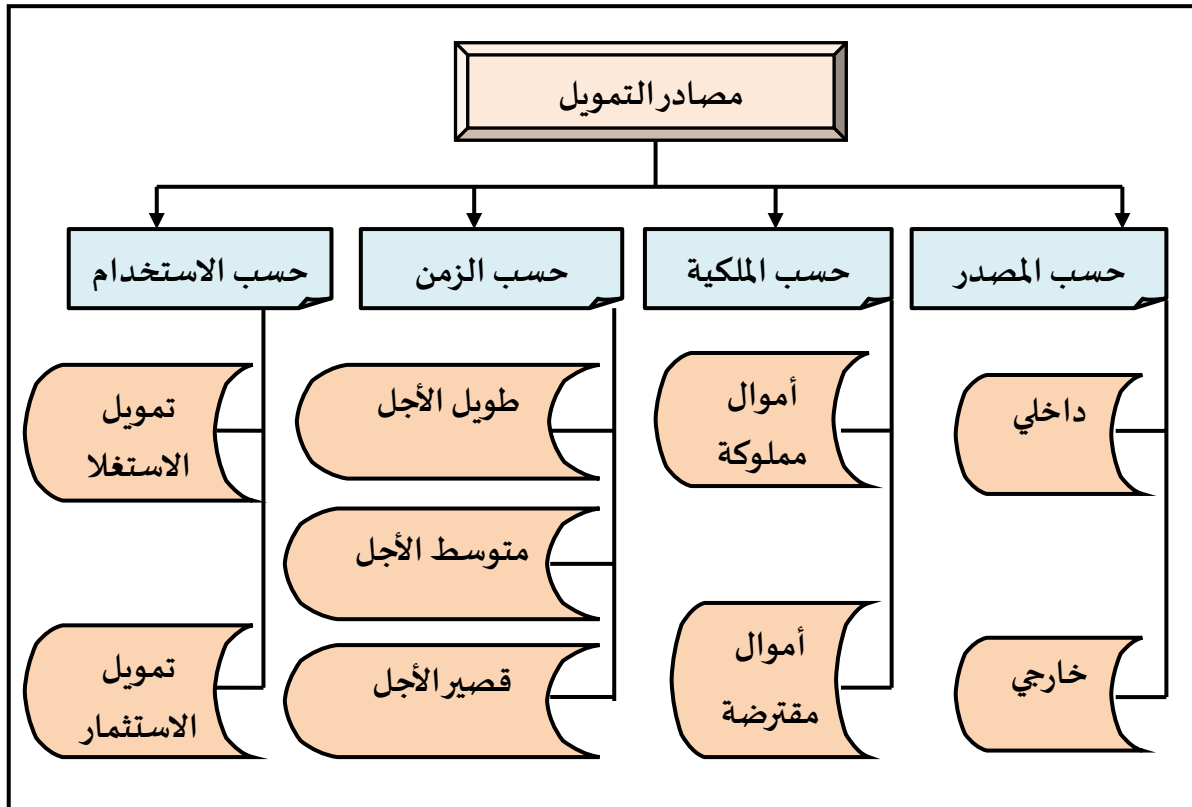 مصادر التمويل
حسب المصدر
حسب الملكية
حسب الزمن
حسب الاستخدام
داخلي
خارجي
أموال
مملوكة
أموال
مقترضة
طويل الأجل
متوسط الأجل
قصير الأجل
تمويل
الاستغلا
تمويل
الاستثمار